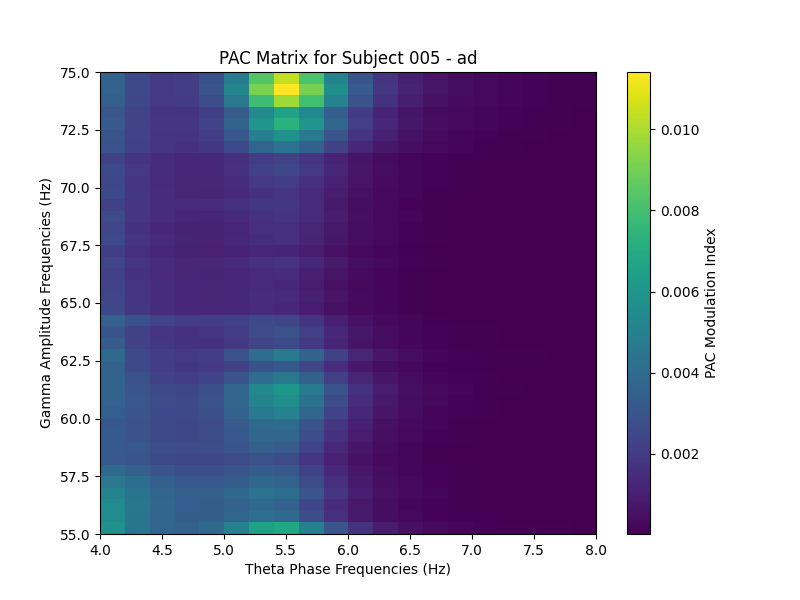 PAC Matrix for Subject 005 - ad
75.0
72.5
70.0
67.5
65.0
62.5
60.0
57.5
55.0
Gamma Amplitude Frequencies (Hz)
4.0 4.5 5.0 5.5 6.0 6.5 7.0 7.5 8.0
Theta Phase Frequencies (Hz)
0.010
0.008
0.006
0.004
0.002
PAC Modulation Index